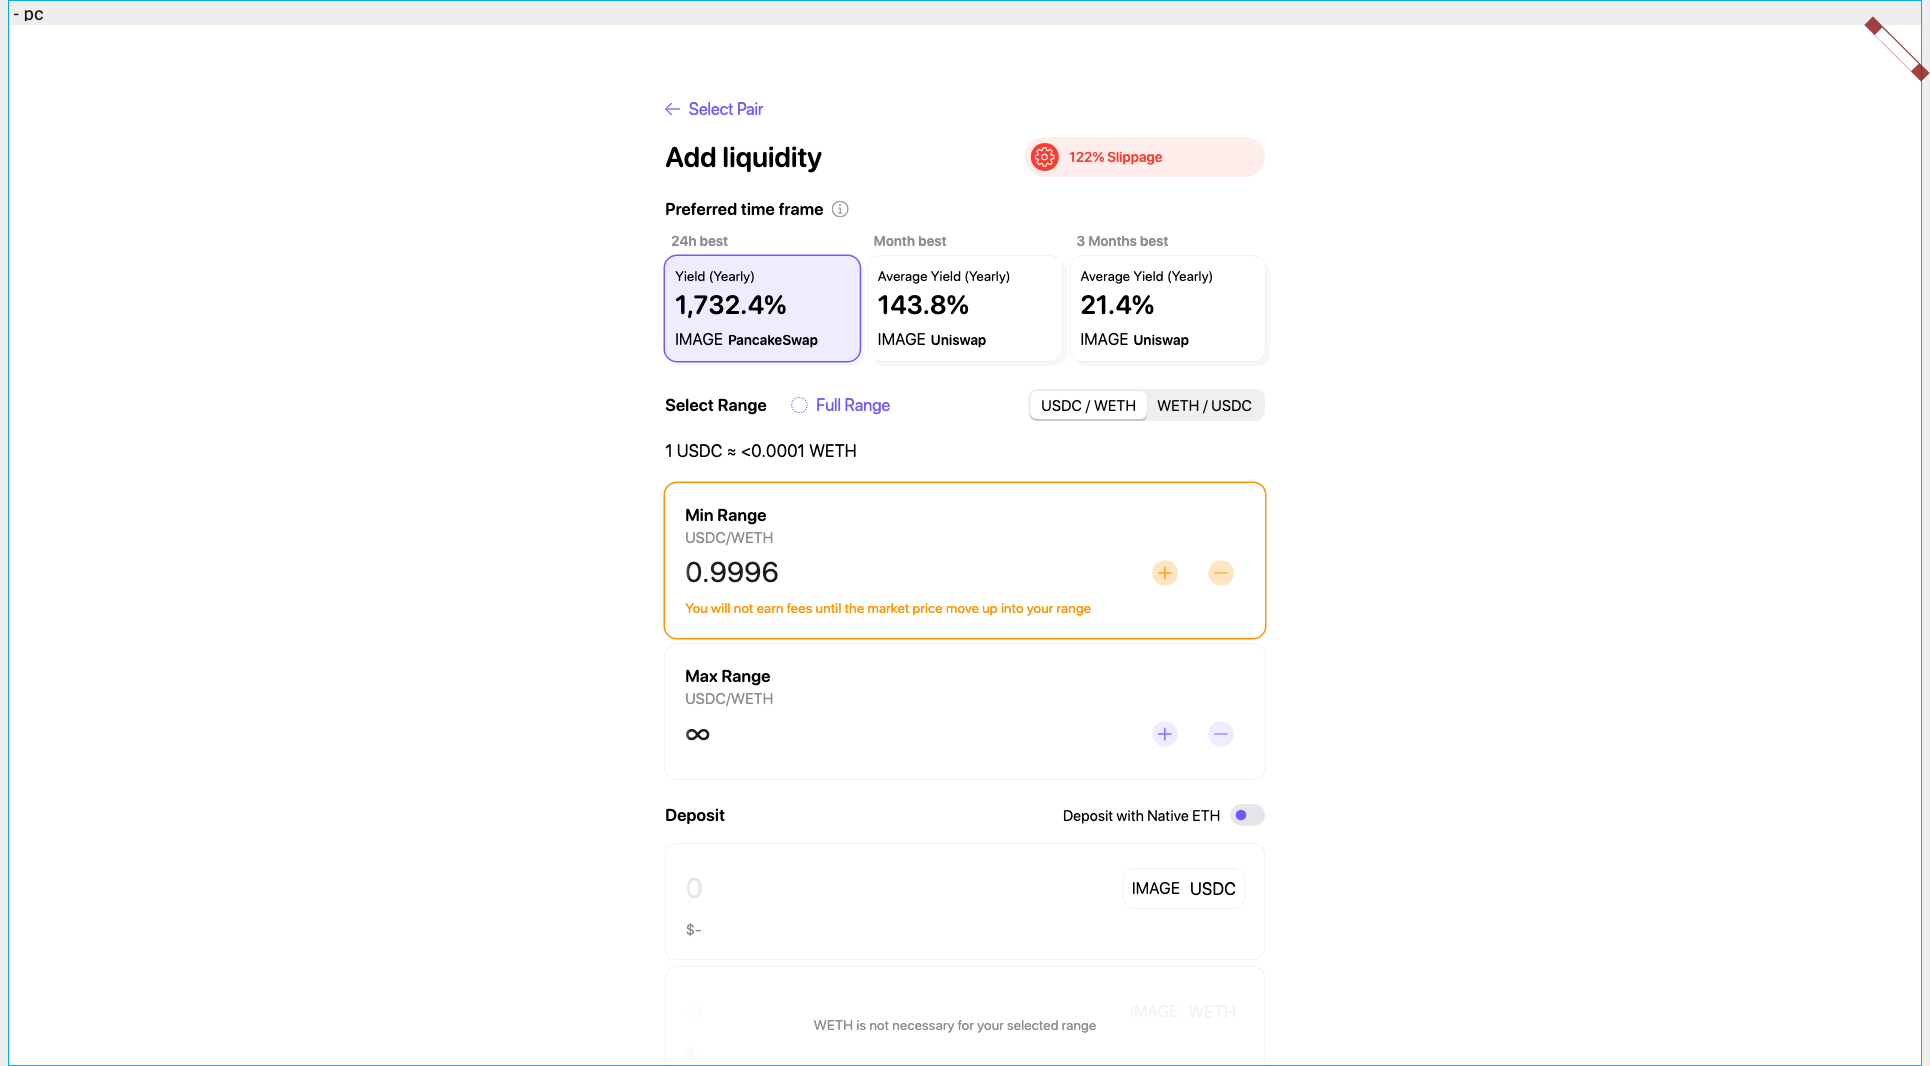 - pc
Select Pair
Add liquidity
122% Slippage
Preferred time frame
24h best
Month best
3 Months best
Yield (Yearly)
1,732.4%
IMAGE PancakeSwap
Average Yield (Yearly)
143.8%
IMAGE Uniswap
Average Yield (Yearly)
21.4%
IMAGE Uniswap
Select Range
Full Range
USDC / WETH
WETH / USDC
1 USDC ≈ <0.0001 WETH
Min Range
USDC/WETH
0.9996
You will not earn fees until the market price move up into your range
Max Range
USDC/WETH
∞
Deposit
Deposit with Native ETH
0
IMAGE USDC
$-
0
IMAGE WETH
WETH is not necessary for your selected range
$-